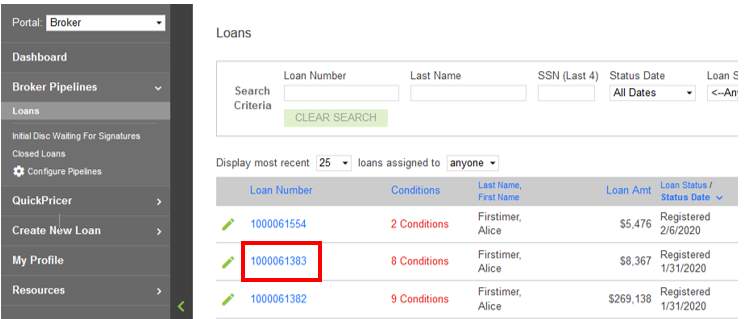 Portal: Broker
Dashboard
Broker Pipelines
Loans
Initial Disc Waiting For Signatures
Closed Loans
Configure Pipelines
QuickPricer
Create New Loan
My Profile
Resources
Loans
Search Criteria
Loan Number Last Name SSN (Last 4) Status Date Loan S
All Dates <--An
CLEAR SEARCH
Display most recent 25 loans assigned to anyone
Loan Number Conditions Last Name, First Name Loan Amt Loan Status / Status Date
1000061554 2 Conditions Firstimer, Alice $5,476 Registered 2/6/2020
1000061383 8 Conditions Firstimer, Alice $8,367 Registered 1/31/2020
1000061382 9 Conditions Firstimer, Alice $269,138 Registered 1/31/2020